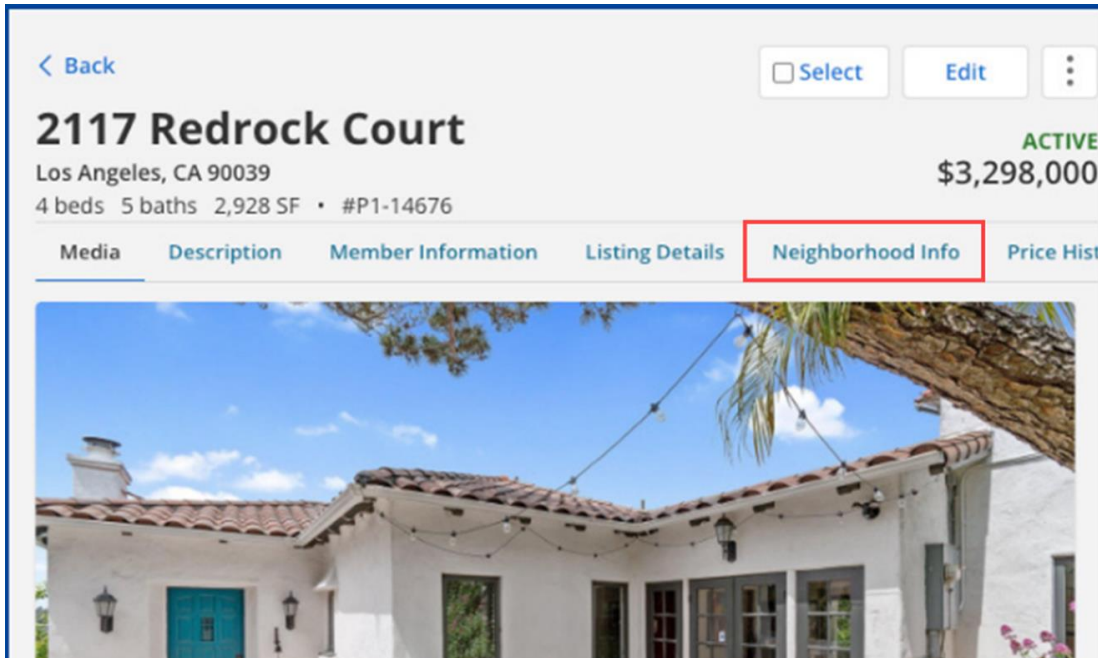 Back
Select
Edit
2117 Redrock Court
ACTIVE
Los Angeles, CA 90039
$3,298,000
4 beds 5 baths 2,928 SF • #P1-14676
Media Description Member Information Listing Details Neighborhood Info Price Hist